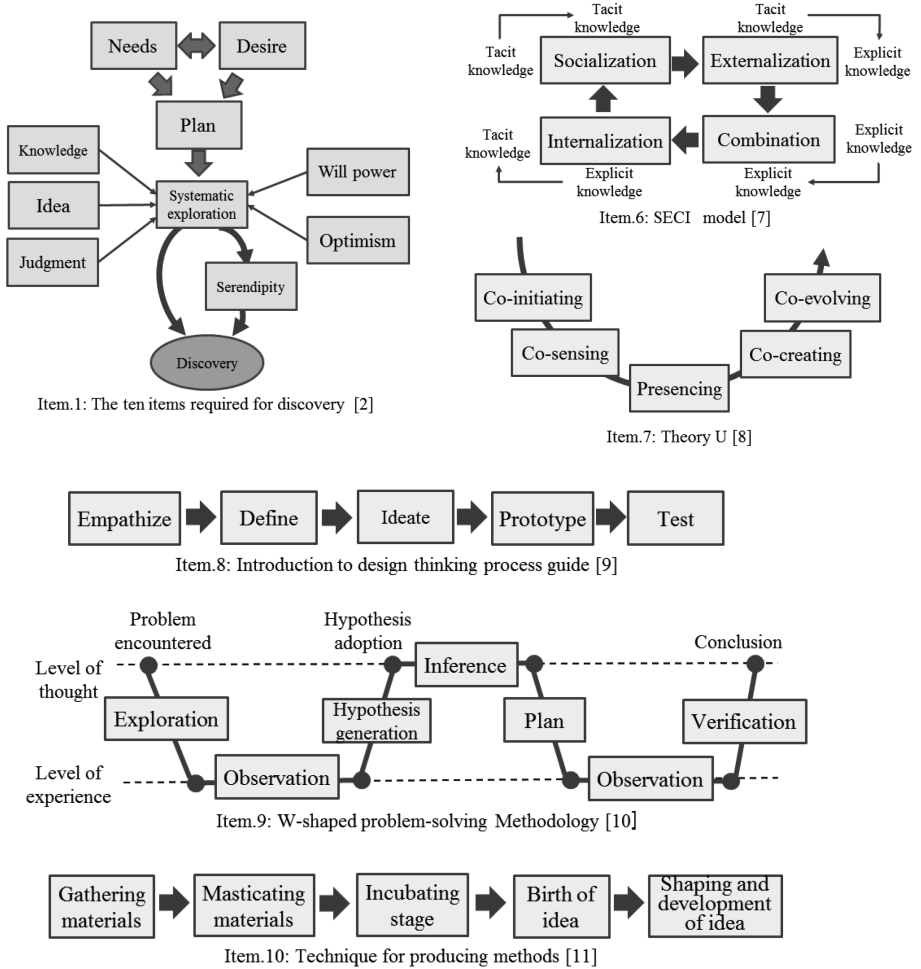 Needs
Desire
Plan
Knowledge
Idea
Judgment
Systematic
exploration
Will power
Optimism
Serendipity
Discovery
Item.1: The ten items required for discovery [2]
Tacit
knowledge
Tacit
knowledge
Tacit
knowledge
Socialization
Externalization
Explicit
knowledge
Tacit
knowledge
Internalization
Combination
Explicit
knowledge
Explicit
knowledge
Explicit
knowledge
Item.6: SECI model [7]
Co-initiating
Co-evolving
Co-sensing
Co-creating
Presencing
Item.7: Theory U [8]
Empathize
Define
Ideate
Prototype
Test
Item.8: Introduction to design thinking process guide [9]
Problem
encountered
Hypothesis
adoption
Conclusion
Level of
thought
Inference
Exploration
Hypothesis
generation
Plan
Verification
Level of
experience
Observation
Observation
Item.9: W-shaped problem-solving Methodology [10]
Gathering
materials
Masticating
materials
Incubating
stage
Birth of
idea
Shaping and
development
of idea
Item.10: Technique for producing methods [11]